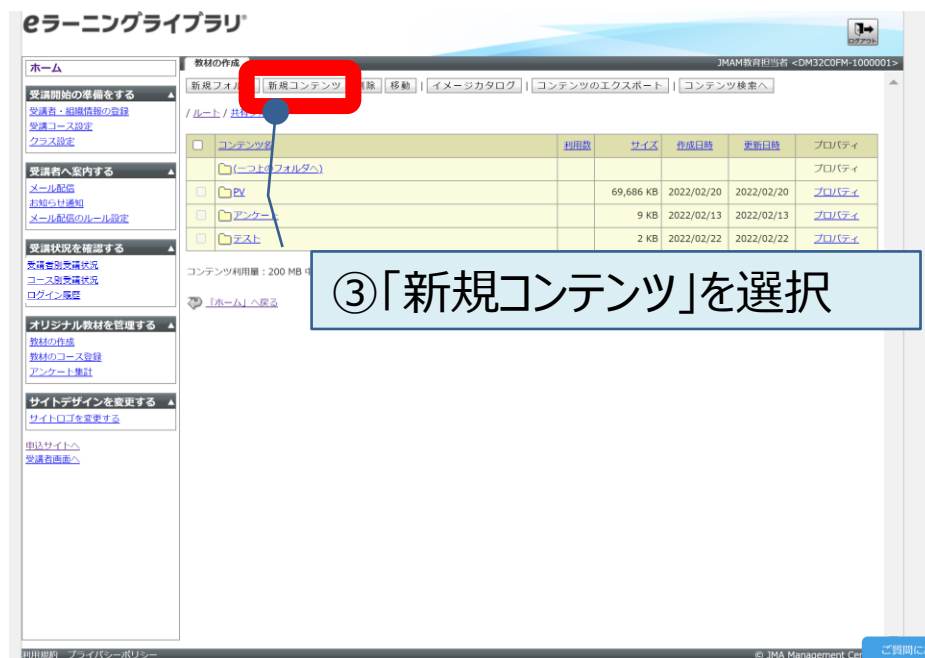 eラーニングライブラリ®
ログアウト
ホーム
教材の作成
JMAM教育担当者 <DM32C0FM-1000001>
新規フォル 新規コンテンツ 削除 移動 | イメージカタログ | コンテンツのエクスポート | コンテンツ検索へ
/ ルート / 共有
受講開始の準備をする
受講者・組織情報の登録
受講コース設定
クラス設定
コンテンツ名 利用数 サイズ 作成日時 更新日時 プロパティ
(一つ上のフォルダへ) プロパティ
PV 69,686 KB 2022/02/20 2022/02/20 プロパティ
アンケート 9 KB 2022/02/13 2022/02/13 プロパティ
テスト 2 KB 2022/02/22 2022/02/22 プロパティ
コンテンツ利用量：200 MB 中
「ホーム」へ戻る
③「新規コンテンツ」を選択
受講者へ案内する
メール配信
お知らせ通知
メール配信のルール設定
受講状況を確認する
受講者別受講状況
コース別受講状況
ログイン履歴
オリジナル教材を管理する
教材の作成
教材のコース登録
アンケート集計
サイトデザインを変更する
サイトロゴを変更する
申込サイトへ
受講者画面へ
利用規約 プライバシーポリシー
© JMA Management Cen
ご質問に